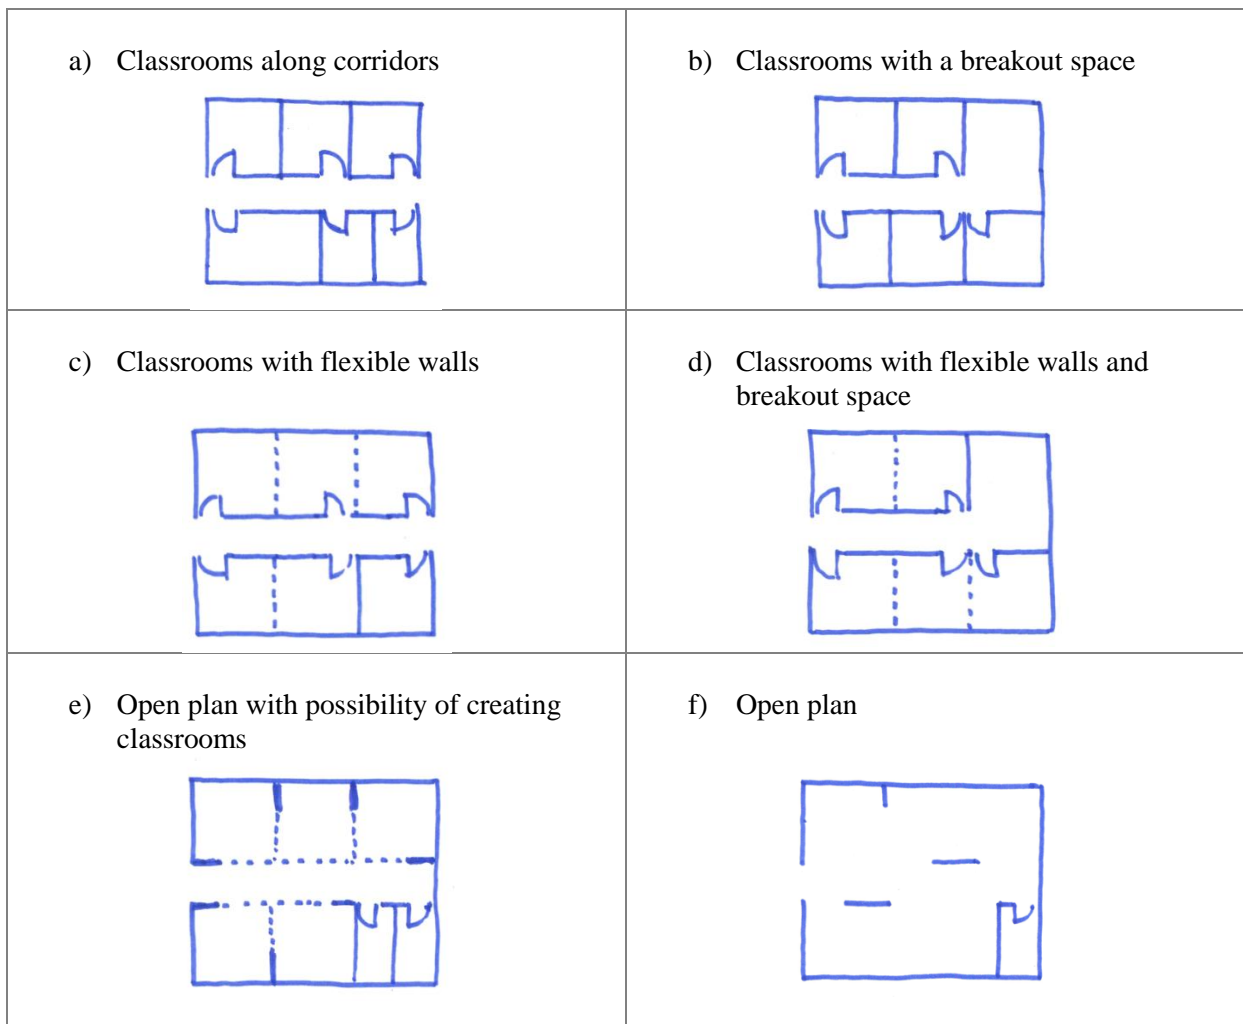 a) Classrooms along corridors
b) Classrooms with a breakout space
c) Classrooms with flexible walls
d) Classrooms with flexible walls and
breakout space
e) Open plan with possibility of creating
classrooms
f) Open plan